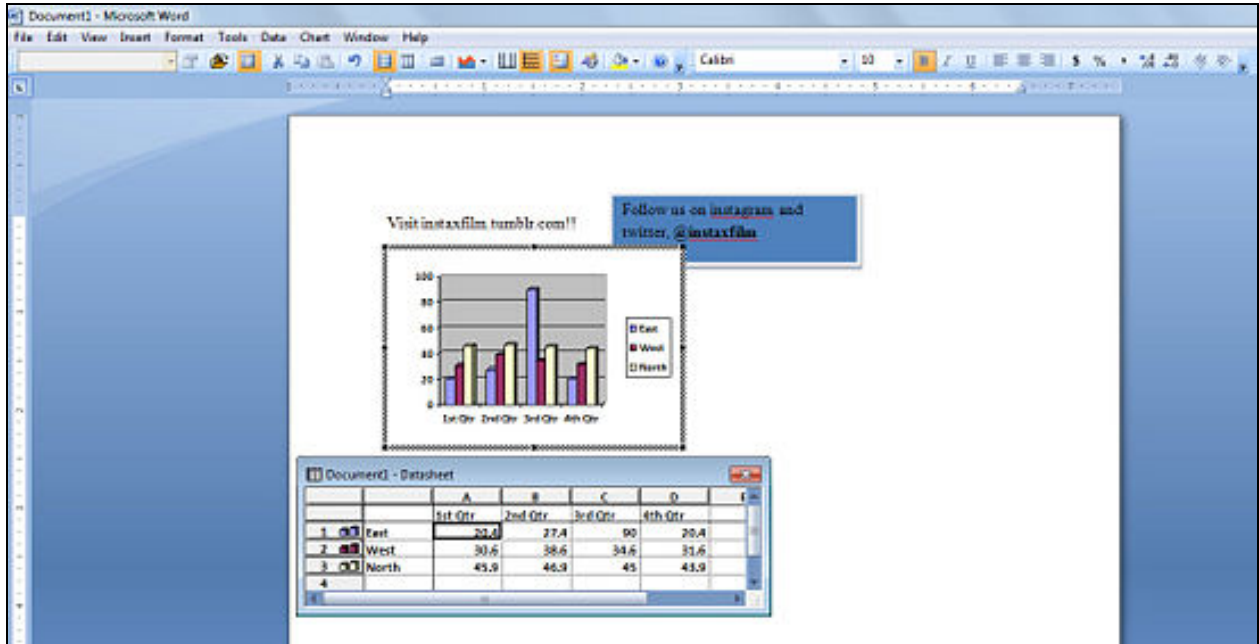 Document1 - Microsoft Word
File Edit View Insert Format Tools Data Chart Window Help
Calibri 10 B I U $ %
Visit instaxfilm.tumblr.com!!
Follow us on instagram and
twitter, @instaxfilm
100
80
60
40
20
0
1st Qtr 2nd Qtr 3rd Qtr 4th Qtr
East
West
North
Document1 - Datasheet
A B C D E
1st Qtr 2nd Qtr 3rd Qtr 4th Qtr
1 East 20.4 27.4 90 20.4
2 West 30.6 38.6 34.6 31.6
3 North 45.9 46.9 45 43.9
4